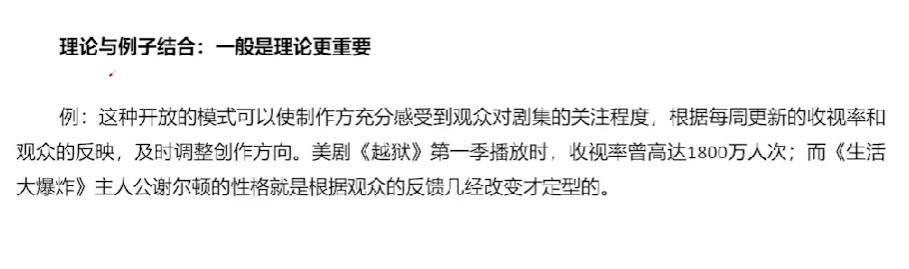 理论与例子结合：一般是理论更重要
例：这种开放的模式可以使制作方充分感受到观众对剧集的关注程度，根据每周更新的收视率和
观众的反映，及时调整创作方向。美剧《越狱》第一季播放时，收视率曾高达1800万人次；而《生活
大爆炸》主人公谢尔顿的性格就是根据观众的反馈几经改变才定型的。